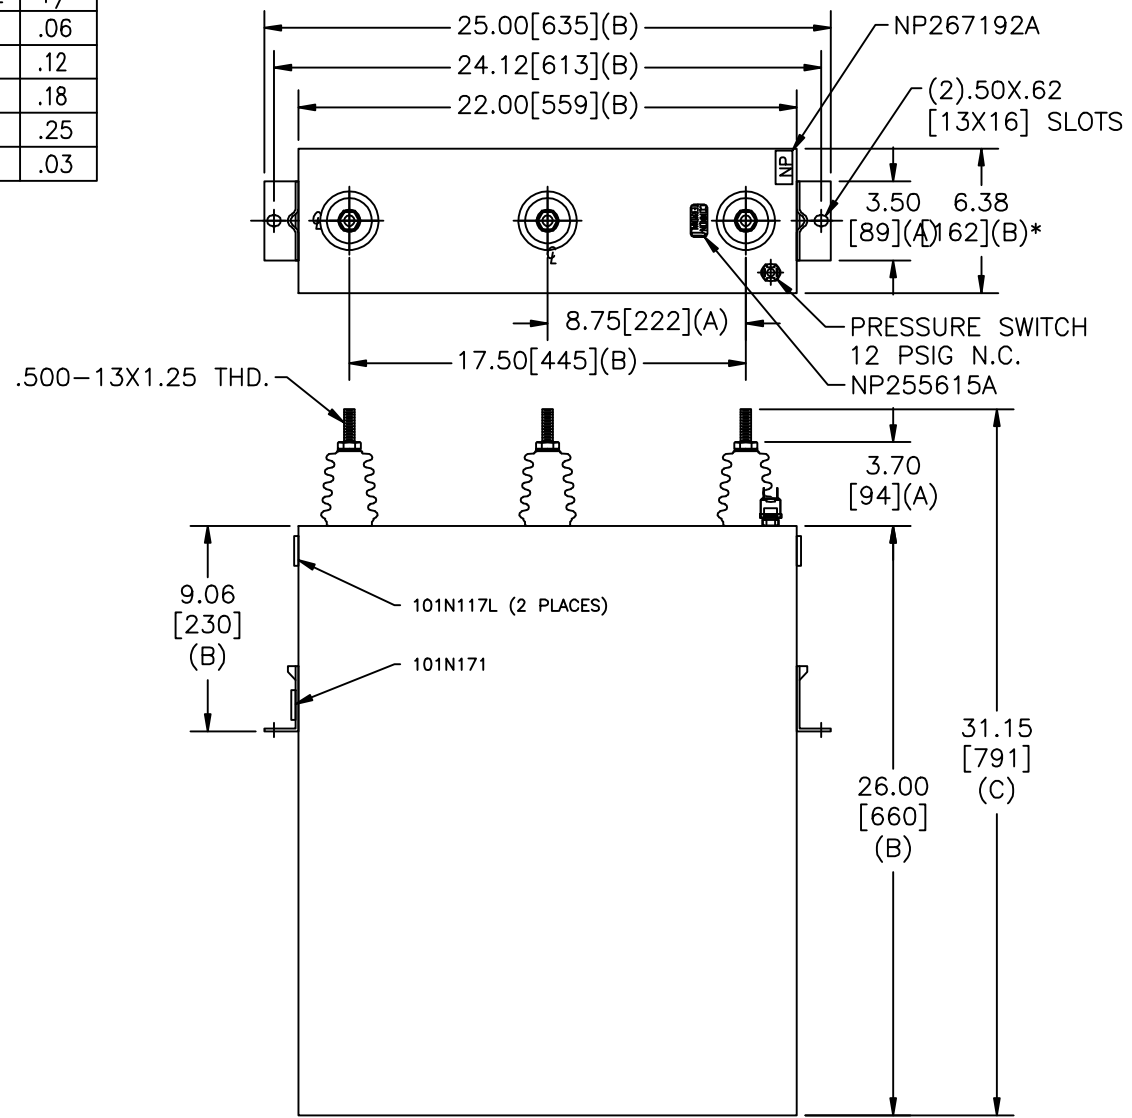 .06
.12
.18
.25
.03
25.00[635](B)
24.12[613](B)
22.00[559](B)
NP267192A
(2).50X.62
[13X16] SLOTS
NP
3.50
[89](A)
6.38
[162](B)*
8.75[222](A)
17.50[445](B)
PRESSURE SWITCH
12 PSIG N.C.
NP255615A
.500-13X1.25 THD.
3.70
[94](A)
9.06
[230]
(B)
101N117L (2 PLACES)
101N171
31.15
[791]
(C)
26.00
[660]
(B)